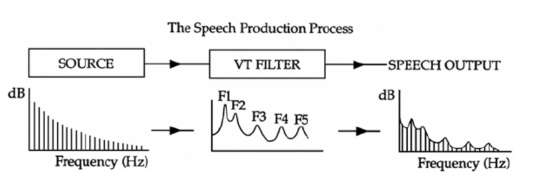 The Speech Production Process
SOURCE
VT FILTER
SPEECH OUTPUT
dB
F1
F2
F3
F4
F5
dB
Frequency (Hz)
Frequency (Hz)